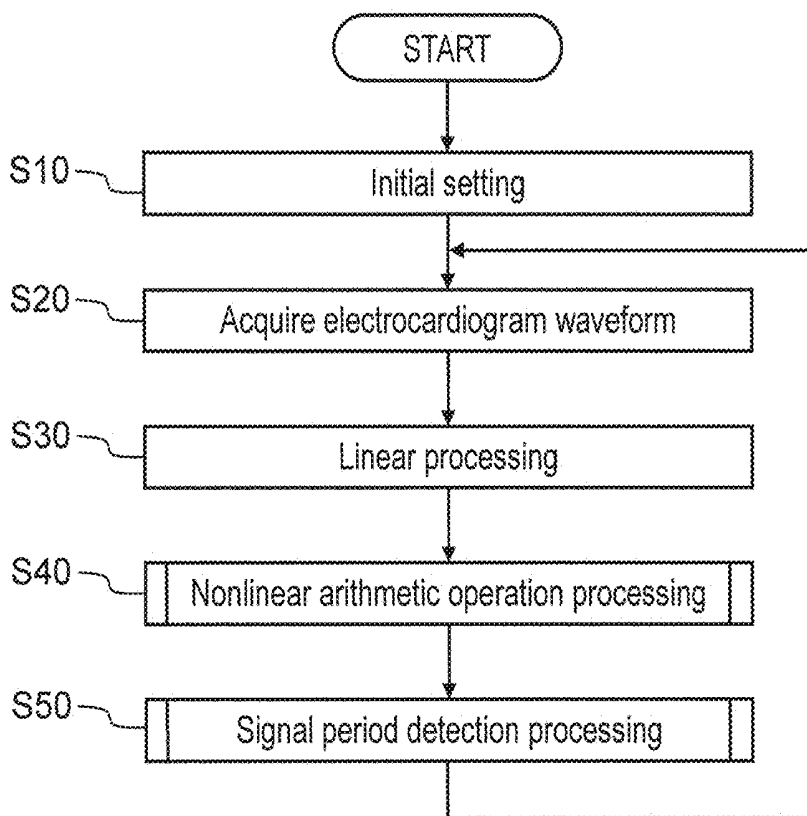 START
S10
Initial setting
S20
Acquire electrocardiogram waveform
S30
Linear processing
S40
Nonlinear arithmetic operation processing
S50
Signal period detection processing